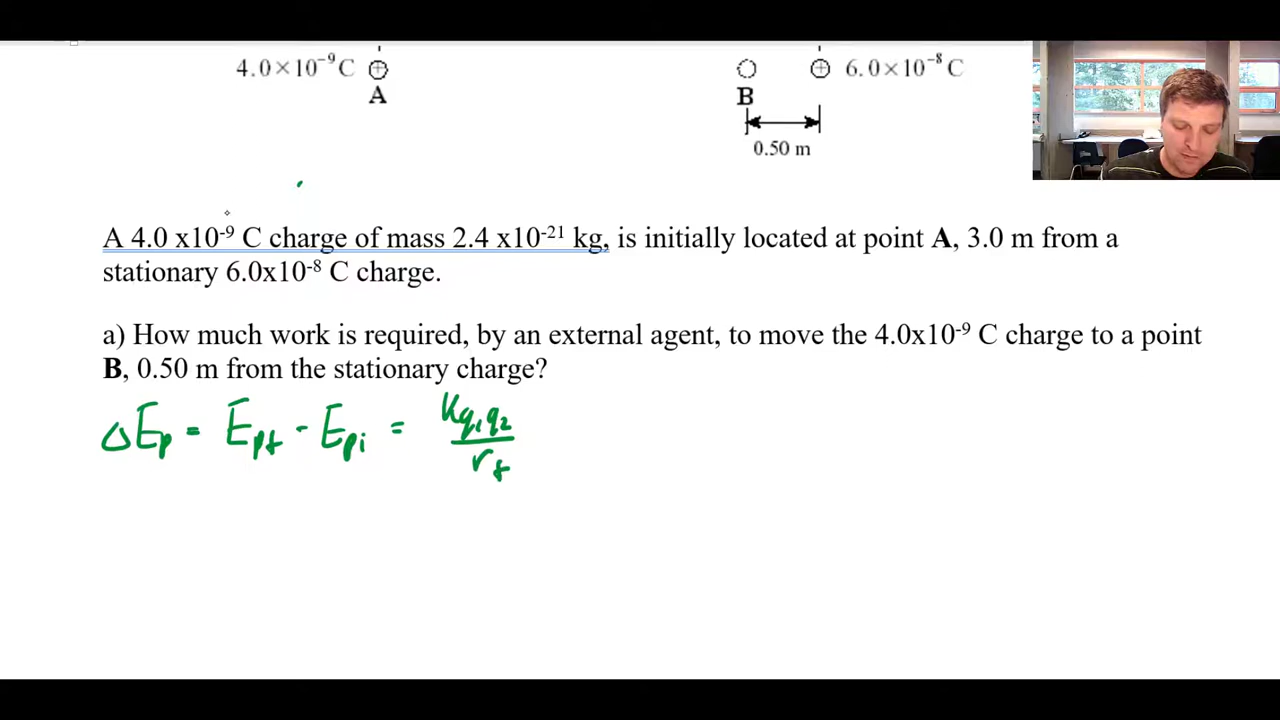 4.0×10⁻⁹ C
A
B
6.0×10⁻⁸ C
0.50 m
A 4.0 x10⁻⁹ C charge of mass 2.4 x10⁻²¹ kg, is initially located at point A, 3.0 m from a
stationary 6.0x10⁻⁸ C charge.
a) How much work is required, by an external agent, to move the 4.0x10⁻⁹ C charge to a point
B, 0.50 m from the stationary charge?
ΔEp = Epf - Epi = kq₁q₂ / rf